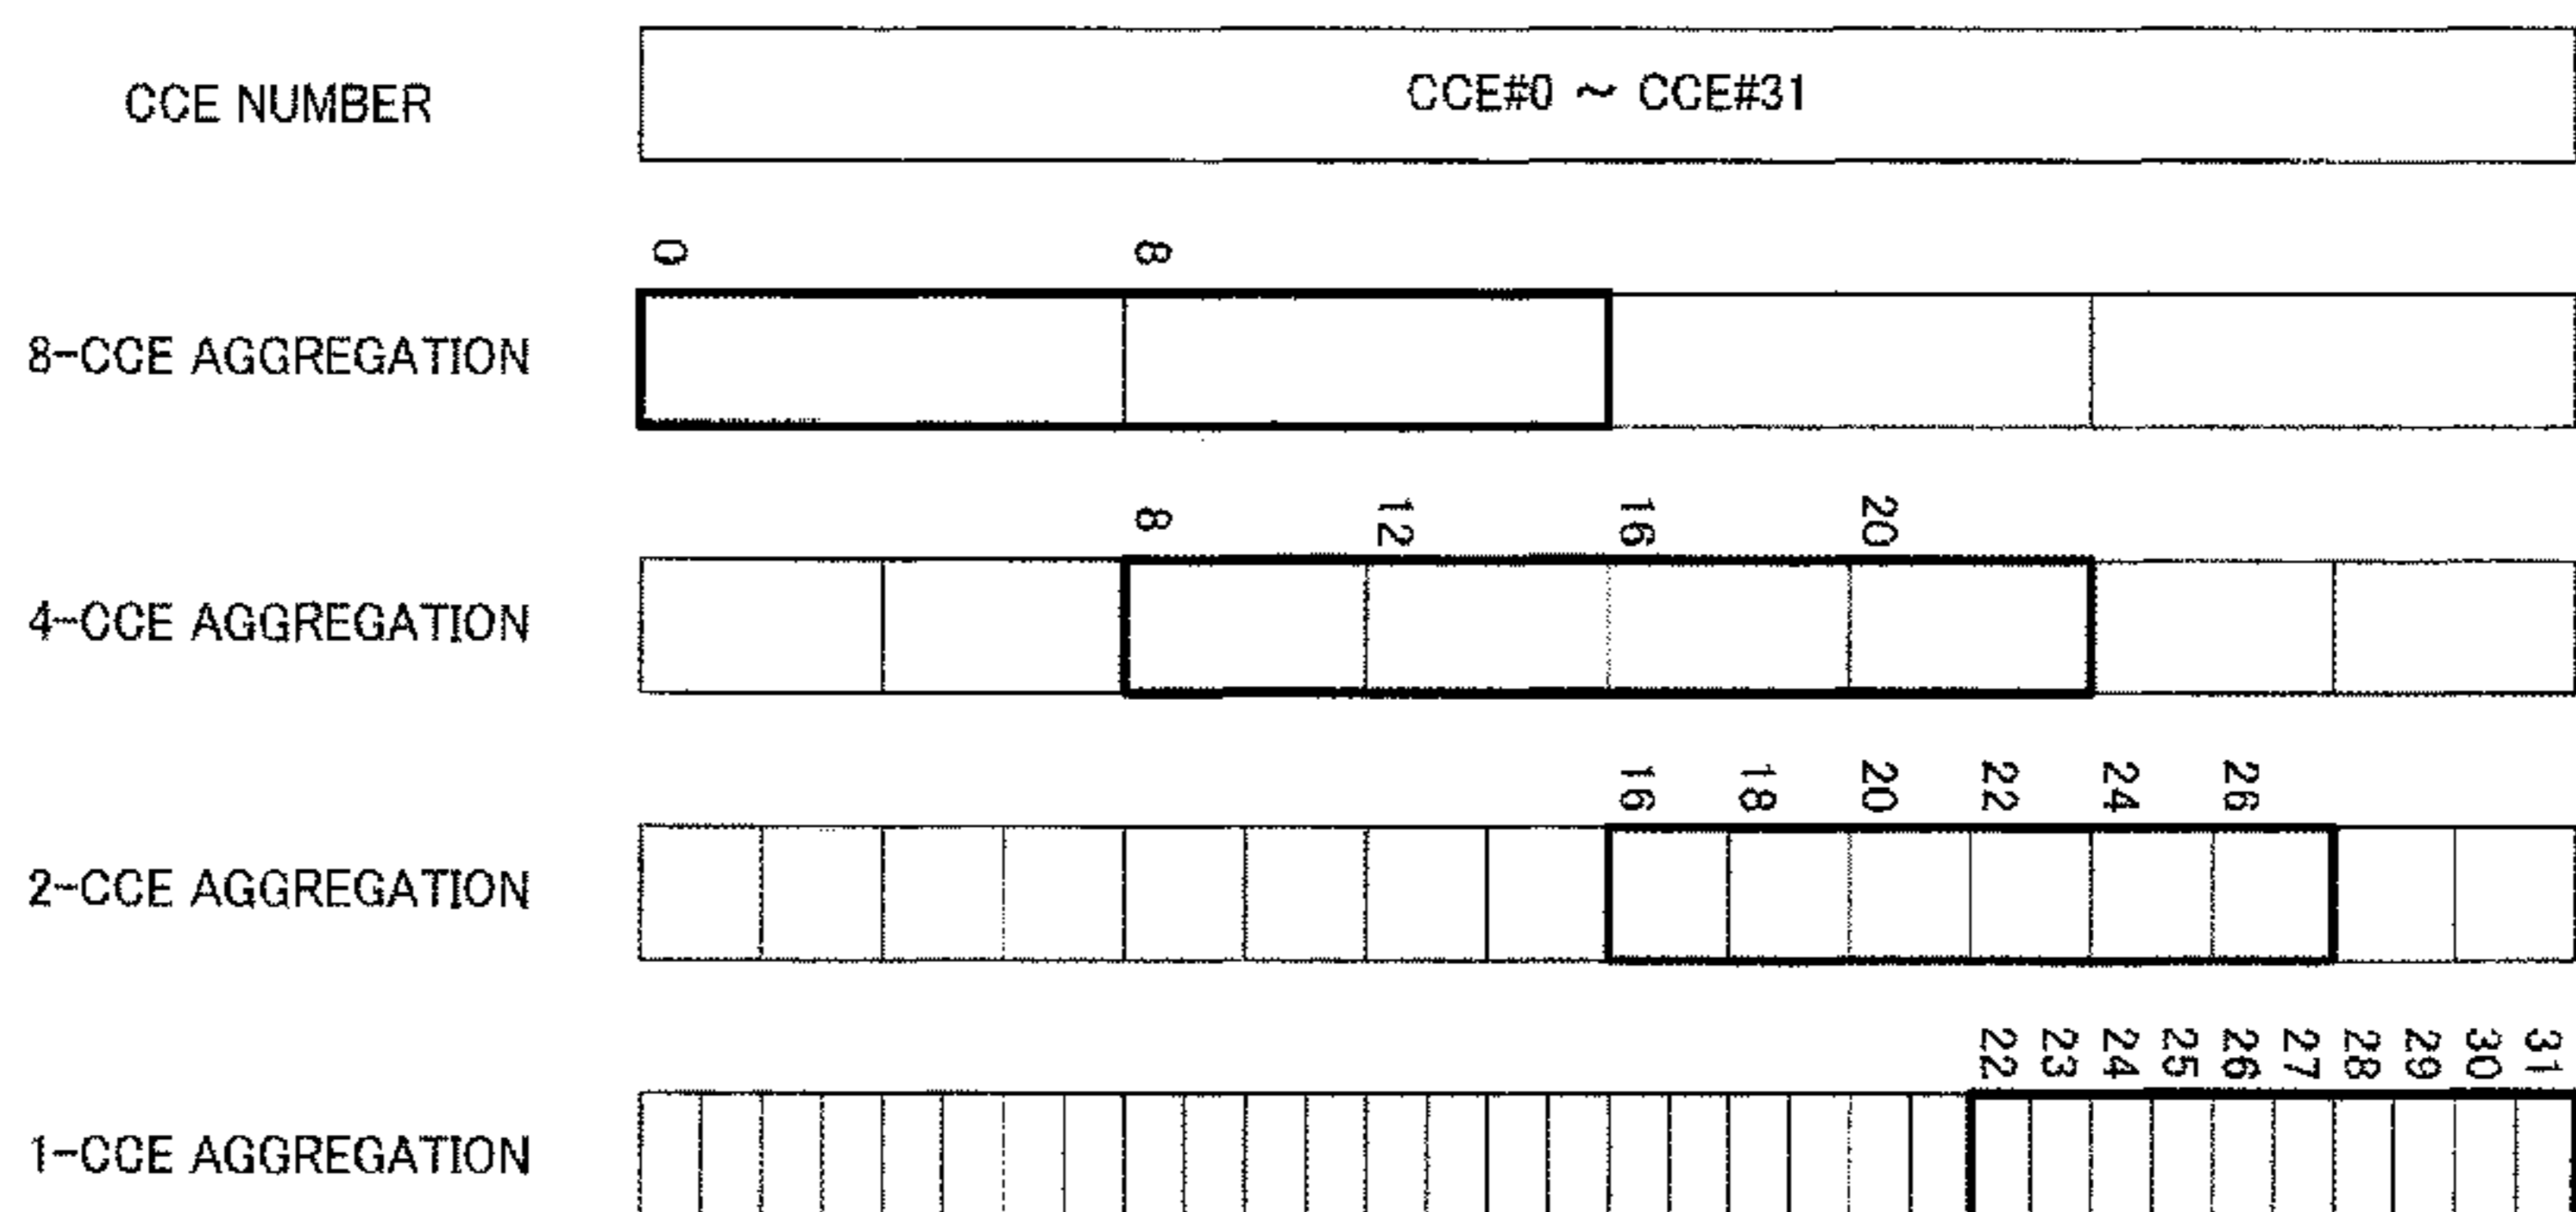 CCE NUMBER
CCE#0 ~ CCE#31
0 8
8-CCE AGGREGATION
8 12 16 20
4-CCE AGGREGATION
16 18 20 22 24 26
2-CCE AGGREGATION
22 23 24 25 26 27 28 29 30 31
1-CCE AGGREGATION